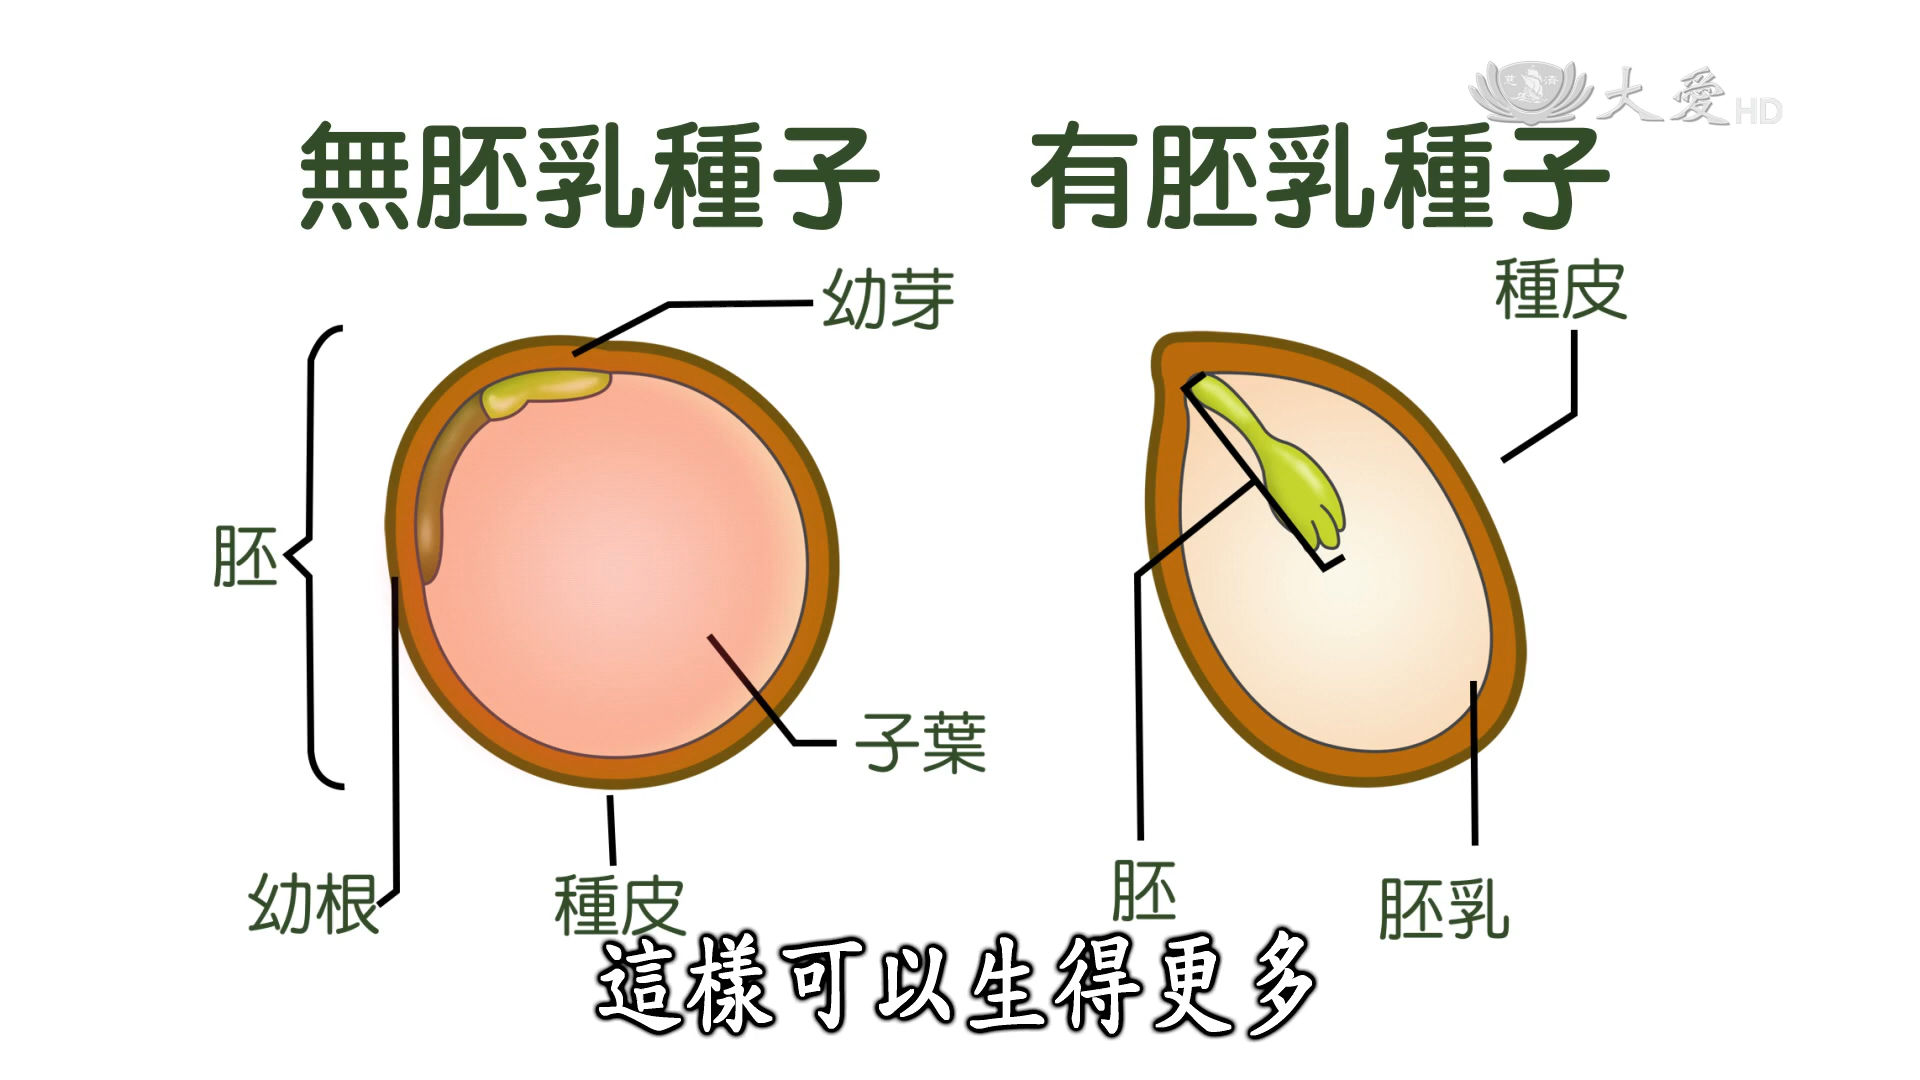 大愛HD
無胚乳種子
有胚乳種子
幼芽
種皮
胚
子葉
幼根
種皮
胚
胚乳
這樣可以生得更多